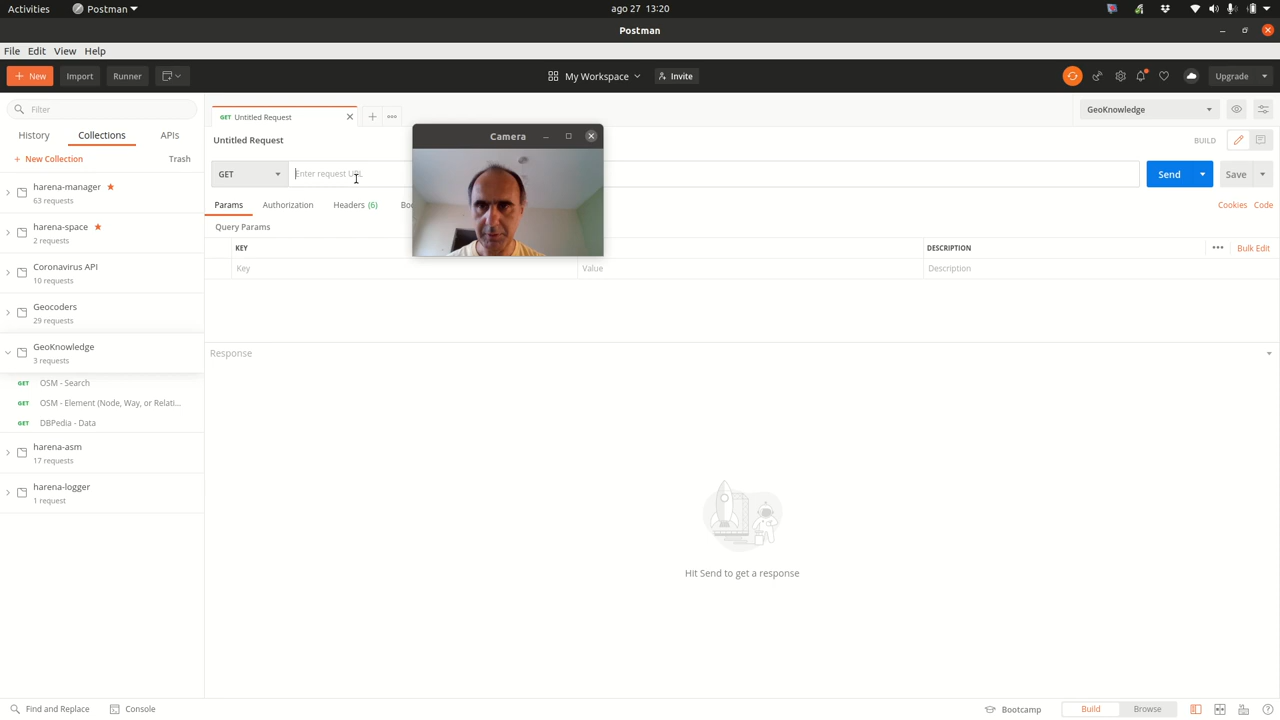 Activities
Postman
ago 27 13:20
Postman
File Edit View Help
New
Import
Runner
My Workspace
Invite
Upgrade
Filter
History
Collections
APIs
+ New Collection
Trash
harena-manager
63 requests
harena-space
2 requests
Coronavirus API
10 requests
Geocoders
29 requests
GeoKnowledge
3 requests
GET OSM - Search
GET OSM - Element (Node, Way, or Relati...
GET DBPedia - Data
harena-asm
17 requests
harena-logger
1 request
GET Untitled Request
GeoKnowledge
Untitled Request
BUILD
Camera
GET
Enter request URL
Send
Save
Params
Authorization
Headers (6)
Cookies Code
Query Params
KEY
DESCRIPTION
Bulk Edit
Key
Value
Description
Response
Hit Send to get a response
Find and Replace
Console
Bootcamp
Build
Browse